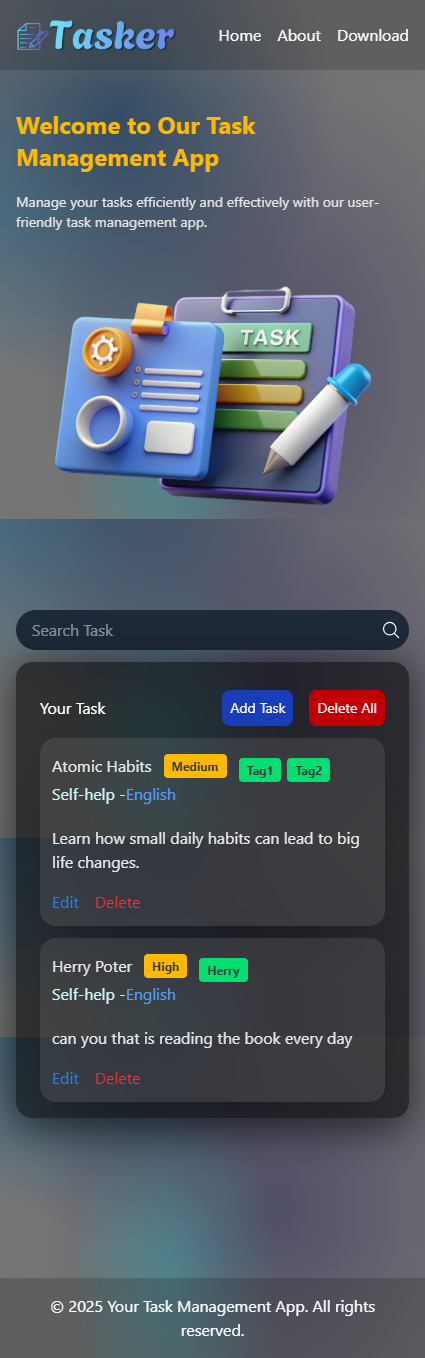 Tasker
Home About Download
Welcome to Our Task
Management App
Manage your tasks efficiently and effectively with our user-
friendly task management app.
TASK
Search Task
Your Task Add Task Delete All
Atomic Habits Medium Tag1 Tag2
Self-help -English
Learn how small daily habits can lead to big
life changes.
Edit Delete
Herry Poter High Herry
Self-help -English
can you that is reading the book every day
Edit Delete
© 2025 Your Task Management App. All rights
reserved.